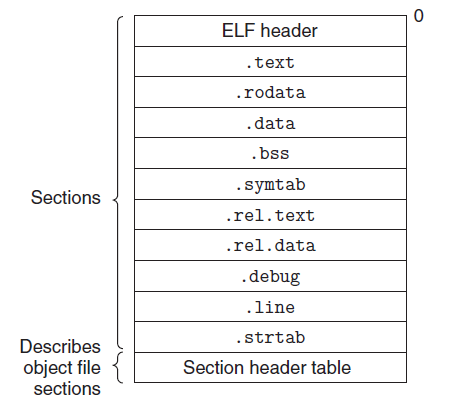 0
ELF header
.text
.rodata
.data
.bss
.symtab
Sections
.rel.text
.rel.data
.debug
.line
.strtab
Describes
object file
sections
Section header table